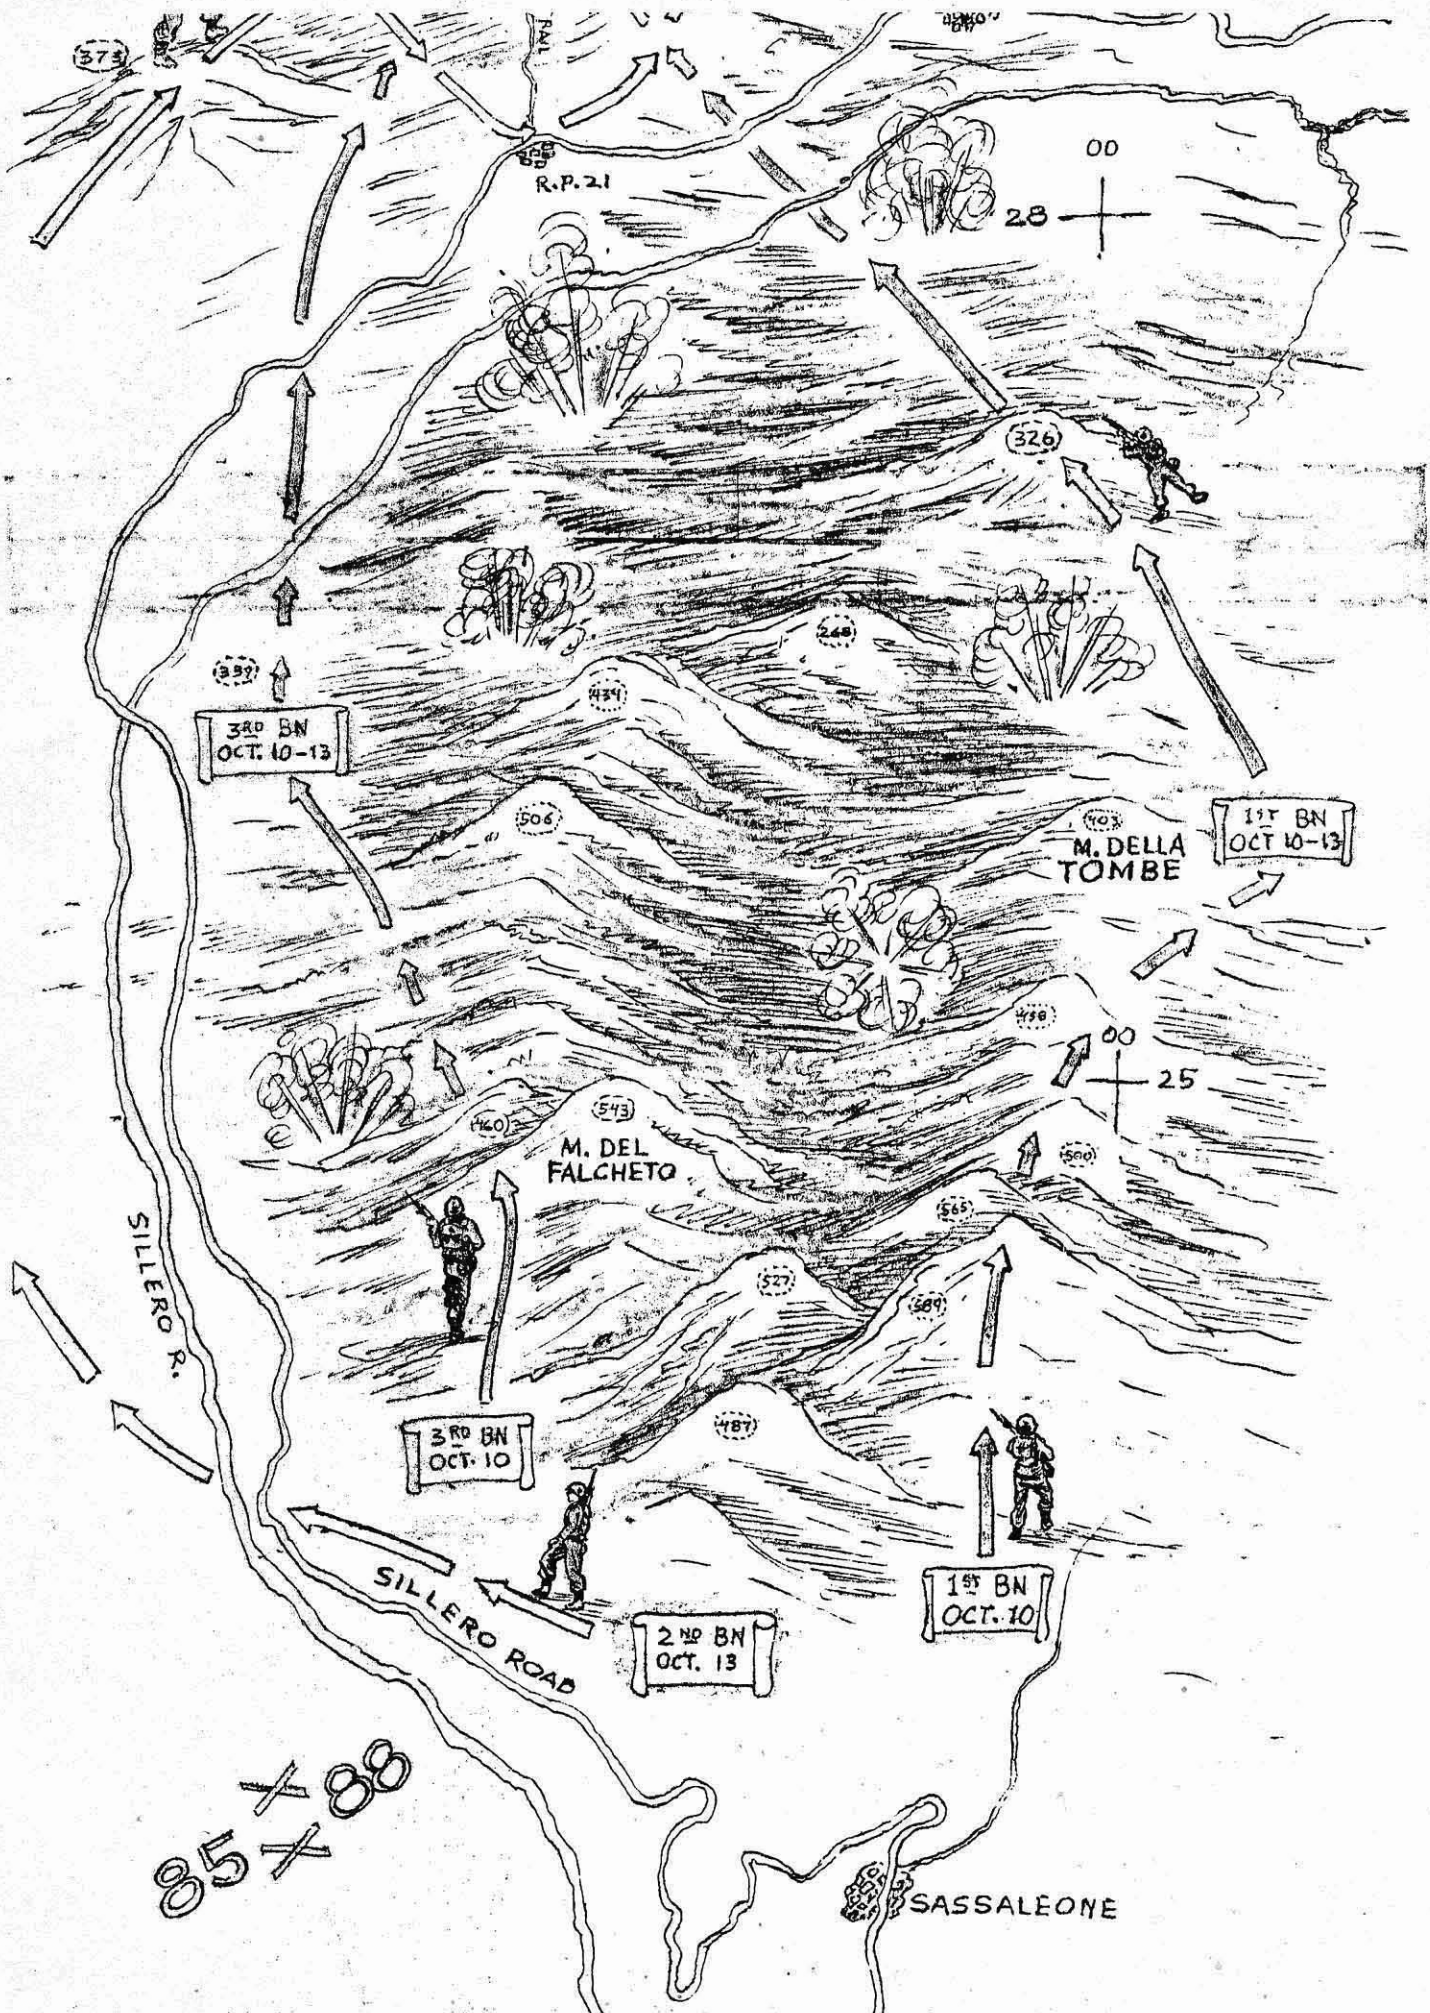 373
R.P. 21
00
28
326
268
434
339
3RD BN
OCT. 10-13
506
403
M. DELLA
TOMBE
1ST BN
OCT 10-13
438
00
25
460
543
M. DEL
FALCHETO
500
565
527
589
SILLERO R.
487
3RD BN
OCT. 10
1ST BN
OCT. 10
SILLERO ROAD
2ND BN
OCT. 13
88
85
SASSALEONE